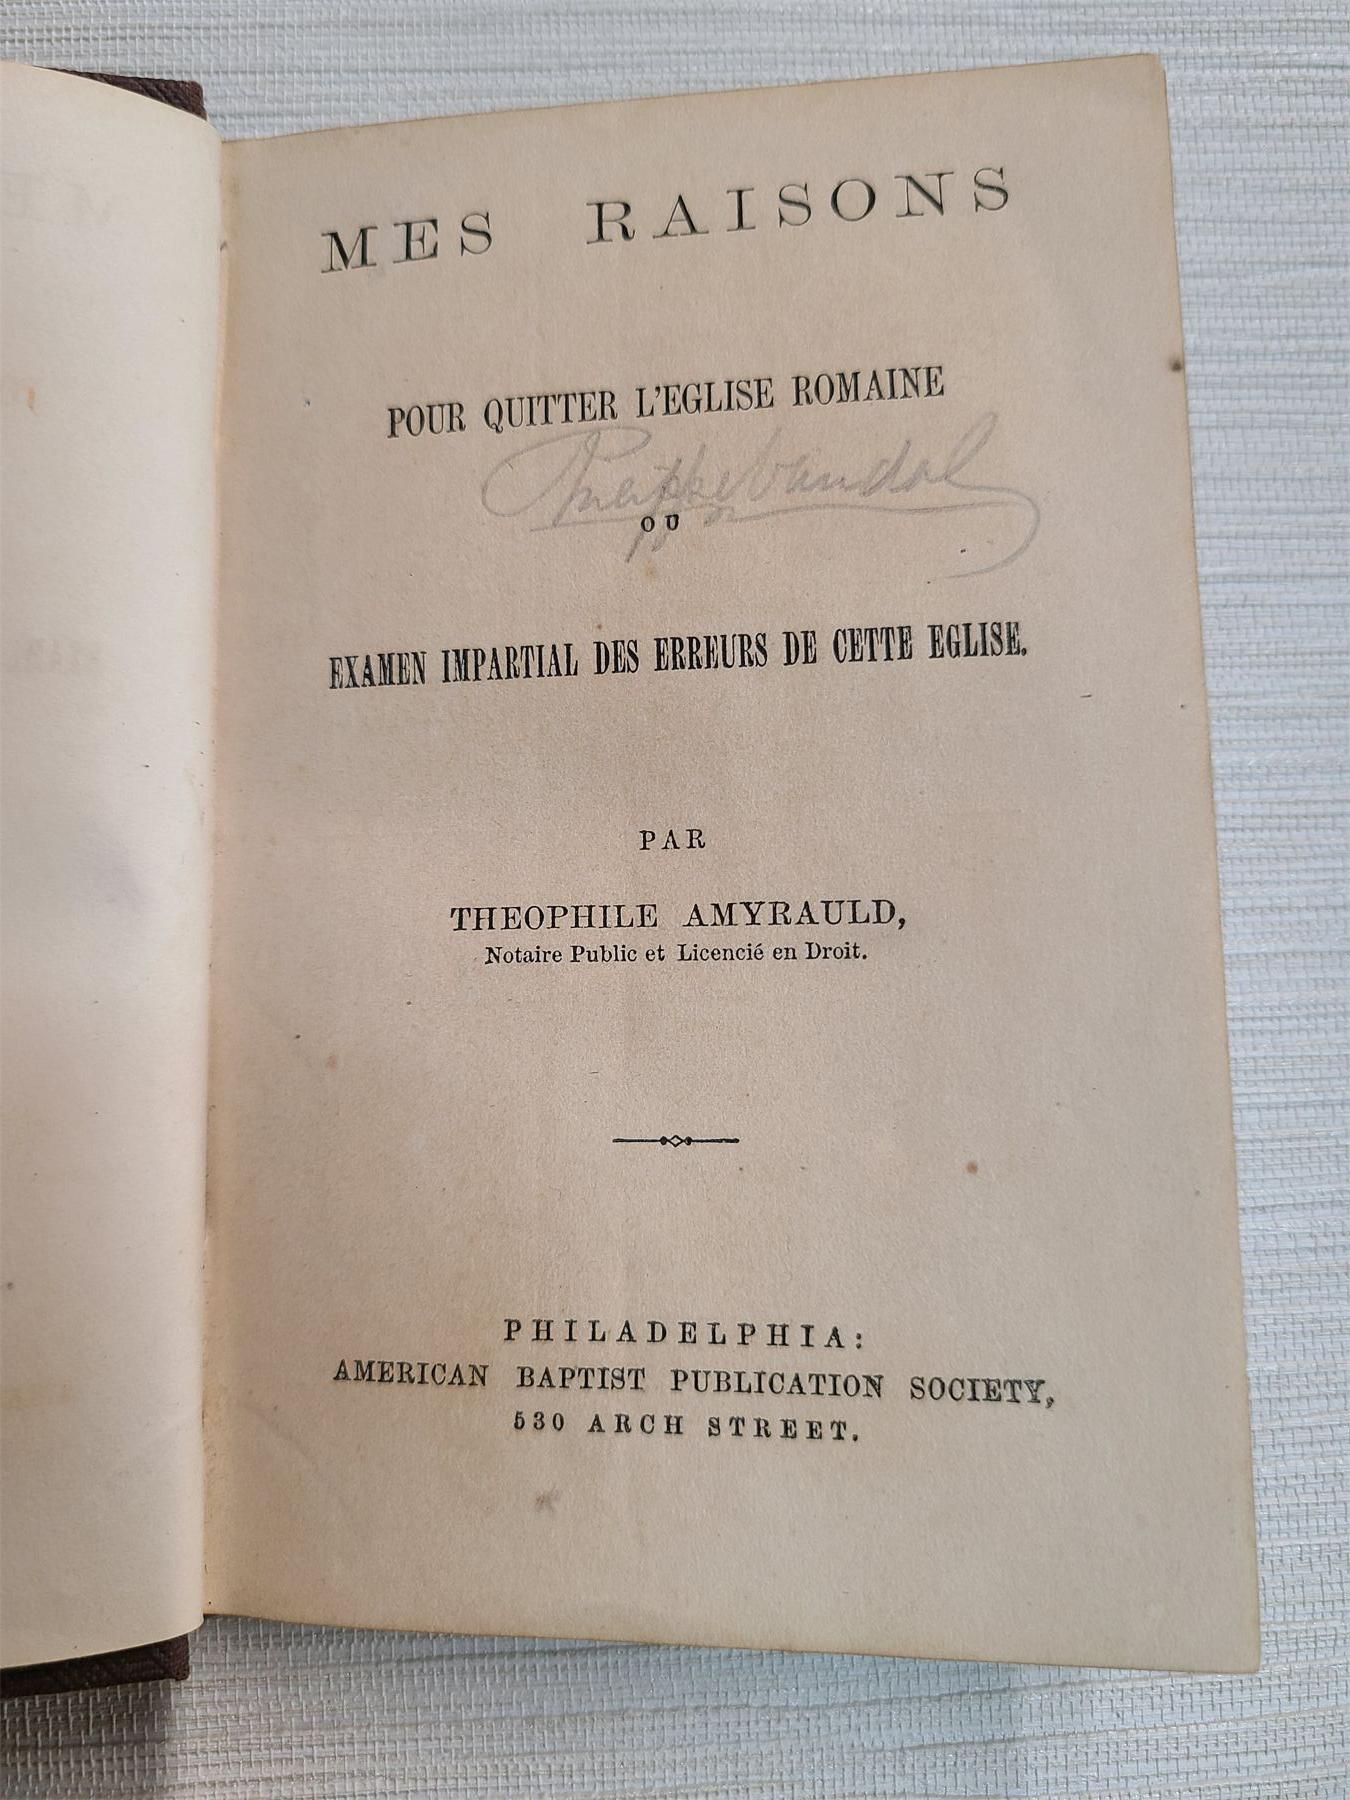 MES RAISONS
POUR QUITTER L'EGLISE ROMAINE
Vandal
OU
EXAMEN IMPARTIAL DES ERREURS DE CETTE EGLISE.
PAR
THEOPHILE AMYRAULD,
Notaire Public et Licencié en Droit.
PHILADELPHIA:
AMERICAN BAPTIST PUBLICATION SOCIETY,
530 ARCH STREET.